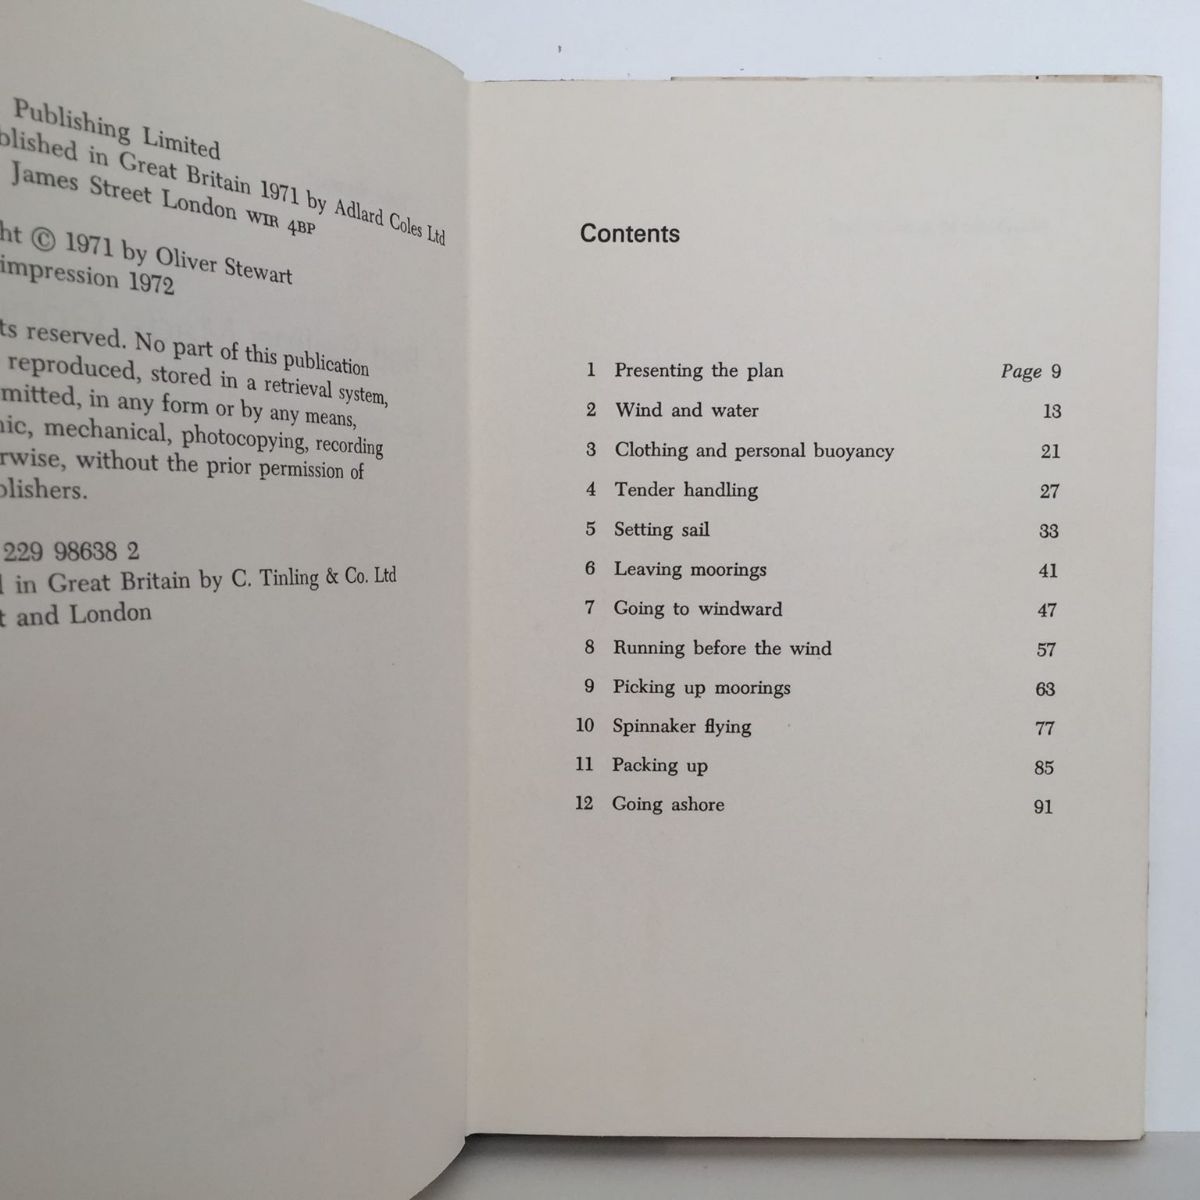 Publishing Limited
blished in Great Britain 1971 by Adlard Coles Ltd
James Street London W1R 4BP
ht © 1971 by Oliver Stewart
impression 1972
ts reserved. No part of this publication
reproduced, stored in a retrieval system,
mitted, in any form or by any means,
nic, mechanical, photocopying, recording
rwise, without the prior permission of
blishers.
229 98638 2
d in Great Britain by C. Tinling & Co. Ltd
t and London
Contents
1 Presenting the plan Page 9
2 Wind and water 13
3 Clothing and personal buoyancy 21
4 Tender handling 27
5 Setting sail 33
6 Leaving moorings 41
7 Going to windward 47
8 Running before the wind 57
9 Picking up moorings 63
10 Spinnaker flying 77
11 Packing up 85
12 Going ashore 91